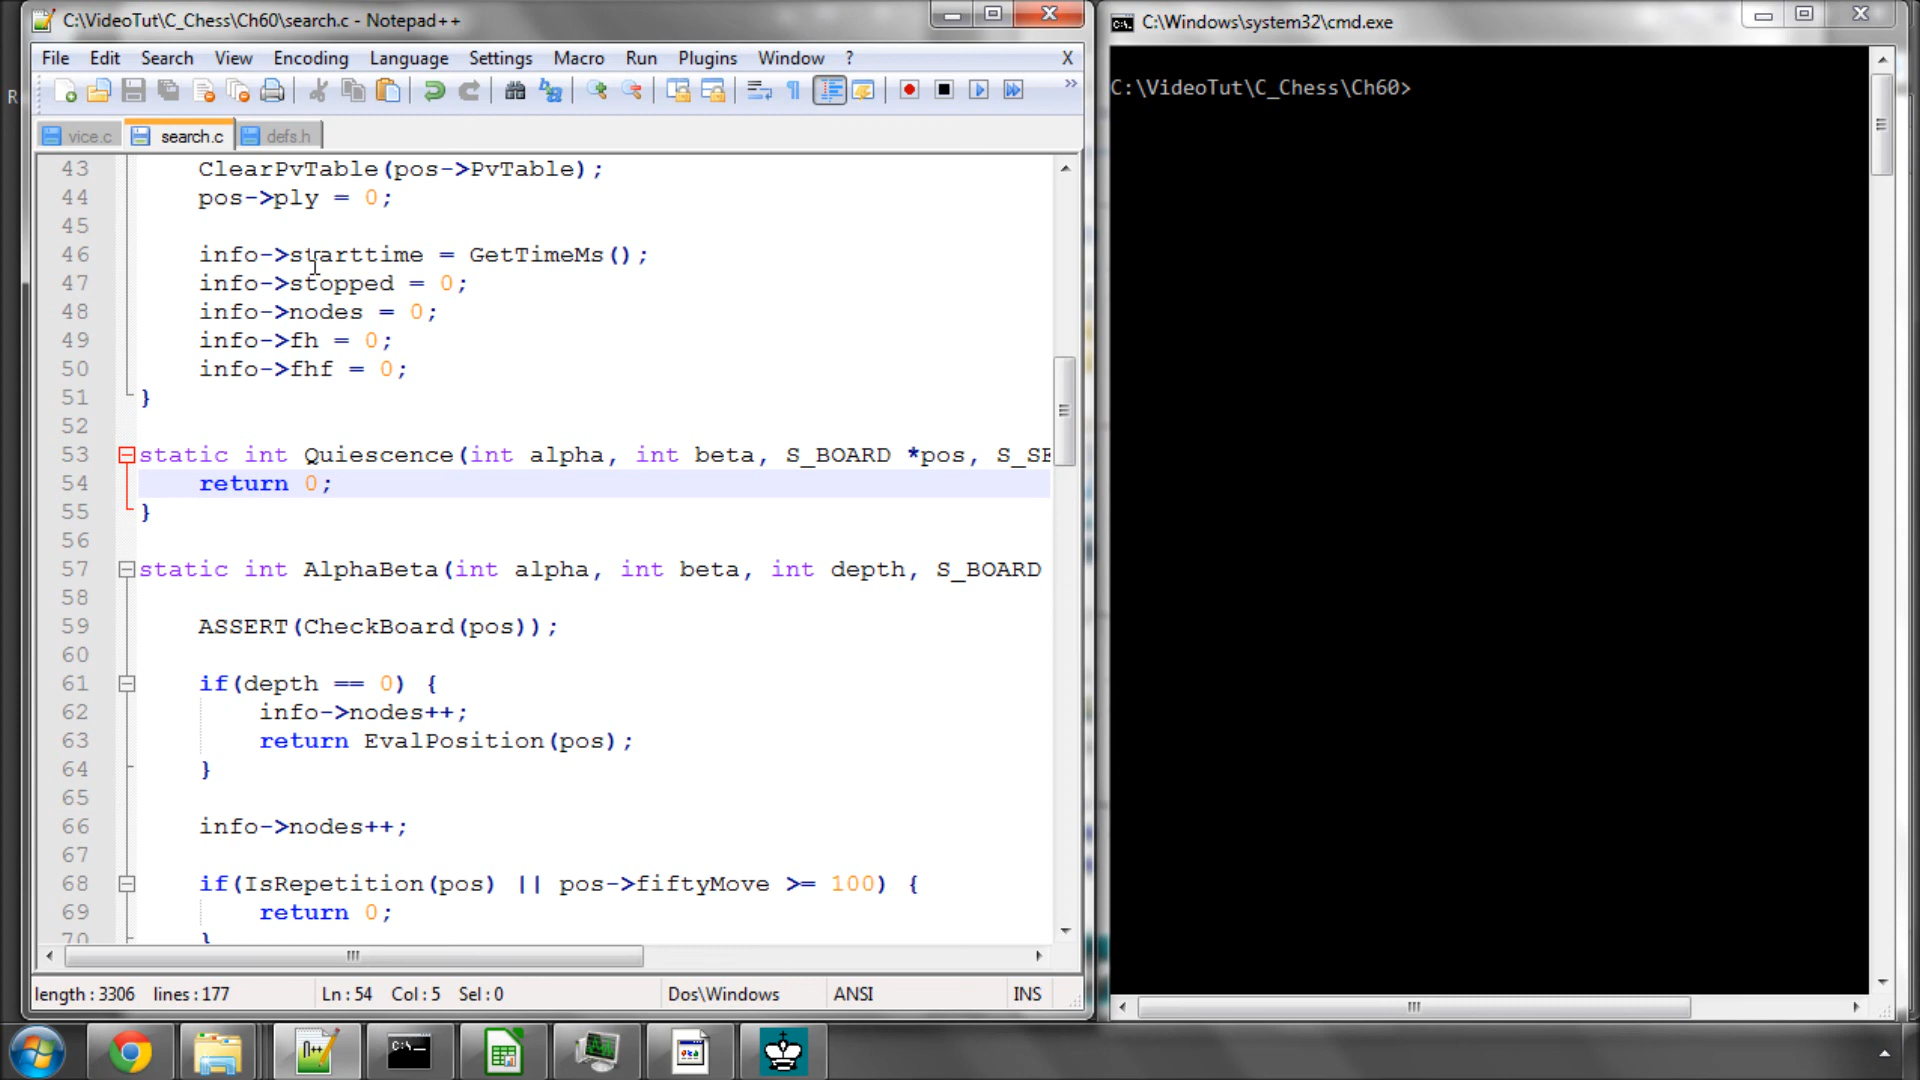 C:\VideoTut\C_Chess\Ch60\search.c - Notepad++
File Edit Search View Encoding Language Settings Macro Run Plugins Window ? X
vice.c search.c defs.h
43 ClearPvTable(pos->PvTable);
44 pos->ply = 0;
45
46 info->starttime = GetTimeMs();
47 info->stopped = 0;
48 info->nodes = 0;
49 info->fh = 0;
50 info->fhf = 0;
51 }
52
53 static int Quiescence(int alpha, int beta, S_BOARD *pos, S_SE
54 return 0;
55 }
56
57 static int AlphaBeta(int alpha, int beta, int depth, S_BOARD
58
59 ASSERT(CheckBoard(pos));
60
61 if(depth == 0) {
62 info->nodes++;
63 return EvalPosition(pos);
64 }
65
66 info->nodes++;
67
68 if(IsRepetition(pos) || pos->fiftyMove >= 100) {
69 return 0;
70 }
length : 3306 lines : 177 Ln : 54 Col : 5 Sel : 0 Dos\Windows ANSI INS
C:\Windows\system32\cmd.exe
C:\VideoTut\C_Chess\Ch60>